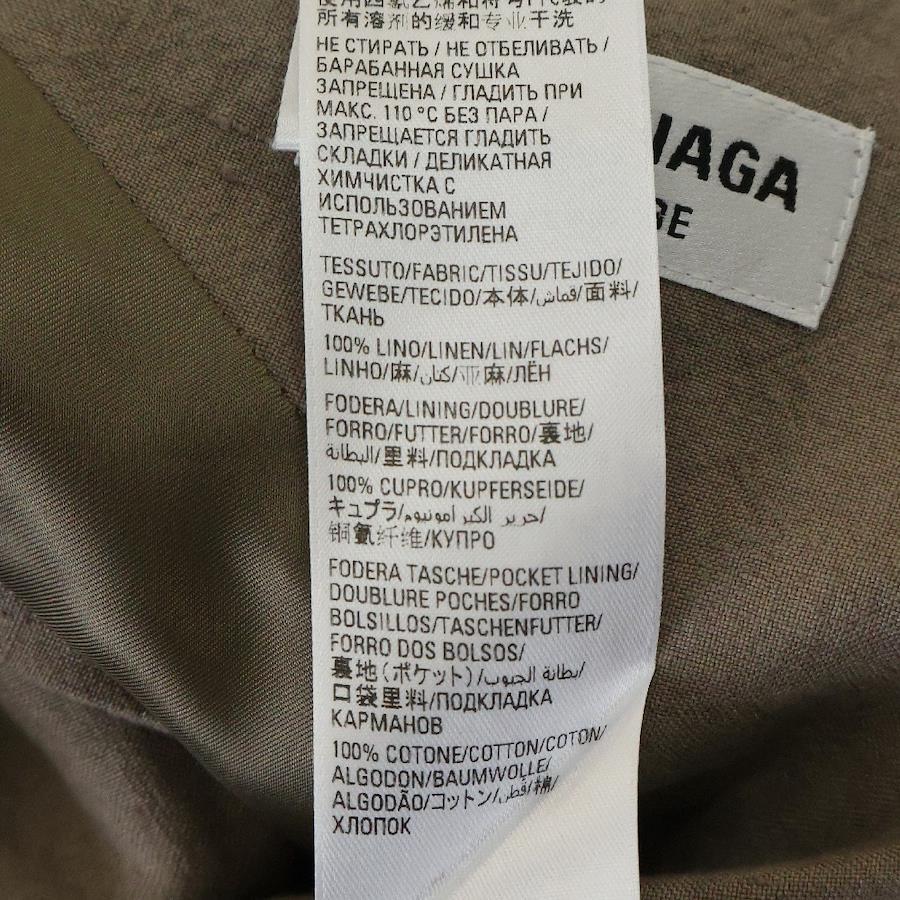 所有溶剂的缓和专业干洗
НЕ СТИРАТЬ / НЕ ОТБЕЛИВАТЬ /
БАРАБАННАЯ СУШКА
ЗАПРЕЩЕНА / ГЛАДИТЬ ПРИ
МАКС. 110 °C БЕЗ ПАРА /
ЗАПРЕЩАЕТСЯ ГЛАДИТЬ
СКЛАДКИ / ДЕЛИКАТНАЯ
ХИМЧИСТКА С
ИСПОЛЬЗОВАНИЕМ
ТЕТРАХЛОРЭТИЛЕНА
TESSUTO/FABRIC/TISSU/TEJIDO/
GEWEBE/TECIDO/本体/قماش/面料/
ТКАНЬ
100% LINO/LINEN/LIN/FLACHS/
LINHO/麻/كتان/亚麻/ЛЁН
FODERA/LINING/DOUBLURE/
FORRO/FUTTER/FORRO/裏地/
البطانة/里料/ПОДКЛАДКА
100% CUPRO/KUPFERSEIDE/
キュプラ/حرير الكبر امونيوم/
铜氨纤维/КУПРО
FODERA TASCHE/POCKET LINING/
DOUBLURE POCHES/FORRO
BOLSILLOS/TASCHENFUTTER/
FORRO DOS BOLSOS/
裏地(ポケット)/بطانة الجيوب/
口袋里料/ПОДКЛАДКА
КАРМАНОВ
100% COTONE/COTTON/COTON/
ALGODON/BAUMWOLLE/
ALGODÃO/コットン/قطن/棉/
ХЛОПОК